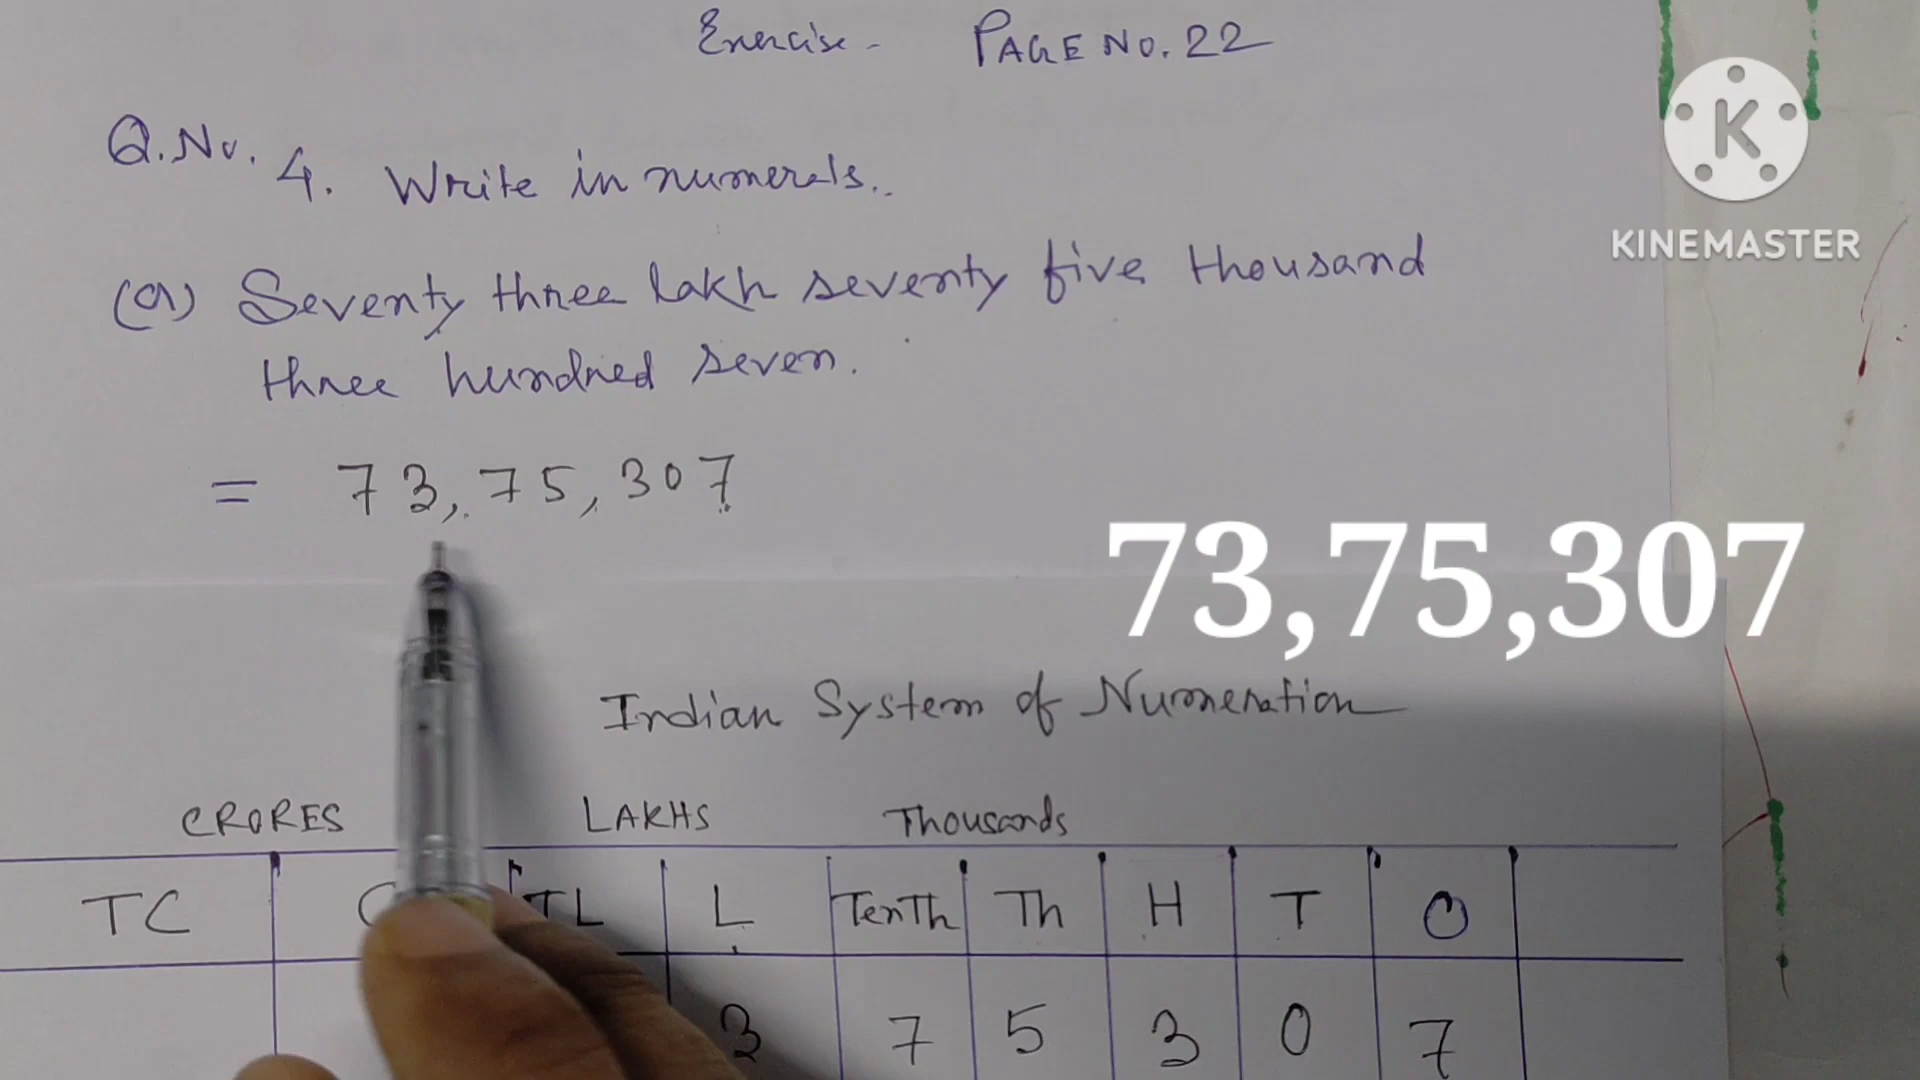 Exercise - PAGE NO. 22
Q.No. 4. Write in numerals..
(a) Seventy three lakh seventy five thousand
three hundred seven.
= 73,75,307
73,75,307
KINEMASTER
Indian System of Numeration
CRORES LAKHS Thousands
TC C TL L TenTh Th H T O
3 7 5 3 0 7